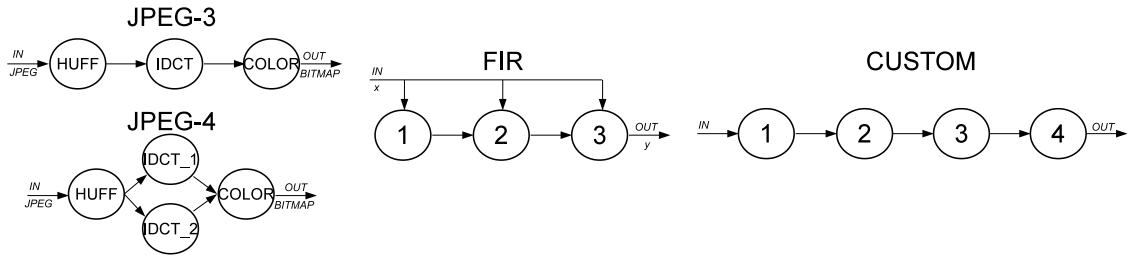 JPEG-3
IN
JPEG
HUFF
IDCT
COLOR
OUT
BITMAP
JPEG-4
IN
JPEG
HUFF
IDCT_1
IDCT_2
COLOR
OUT
BITMAP
FIR
IN
x
1
2
3
OUT
y
CUSTOM
IN
1
2
3
4
OUT